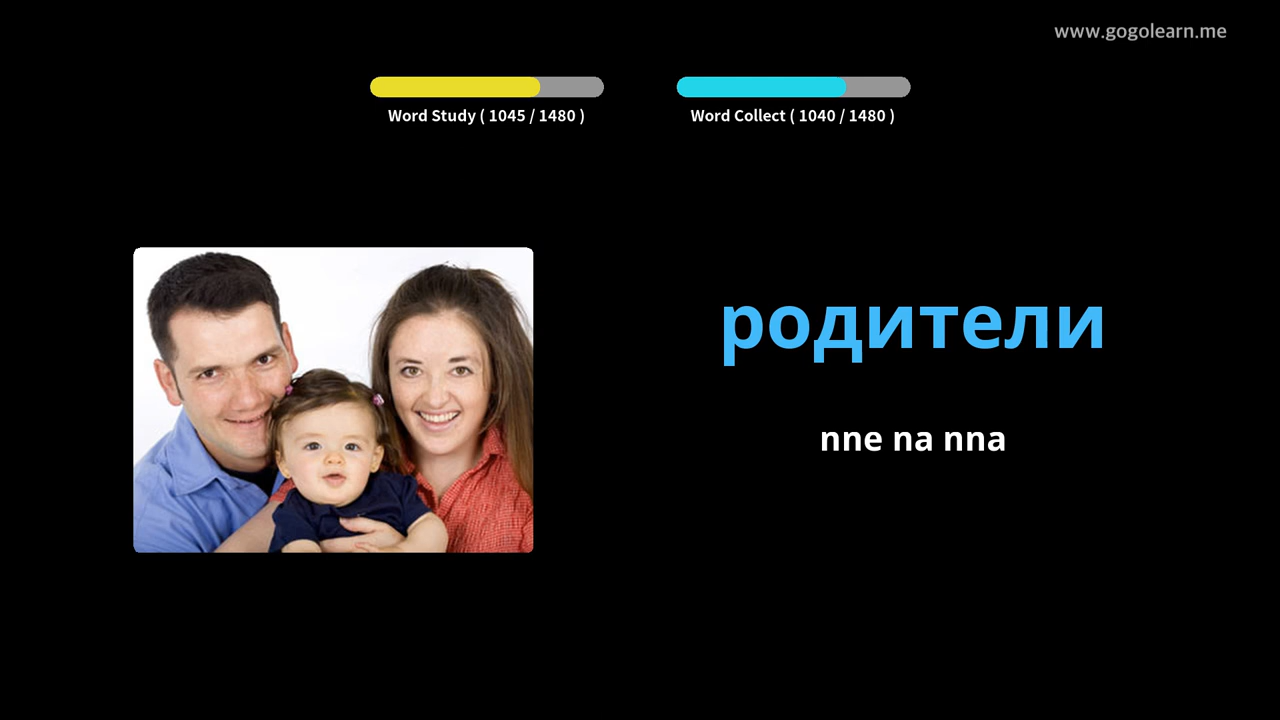 www.gogolearn.me
Word Study ( 1045 / 1480 )
Word Collect ( 1040 / 1480 )
родители
nne na nna